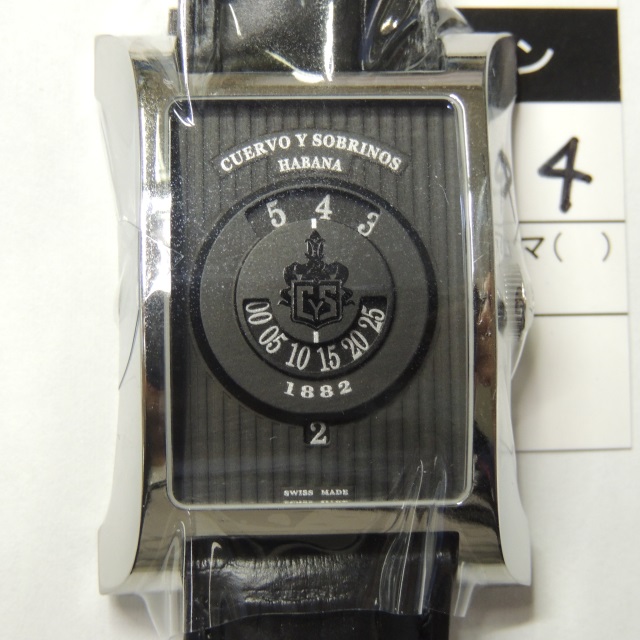 CUERVO Y SOBRINOS
HABANA
5 4 3
CYS
00 05 10 15 20 25
1882
2
SWISS MADE
ン
4
マ( )